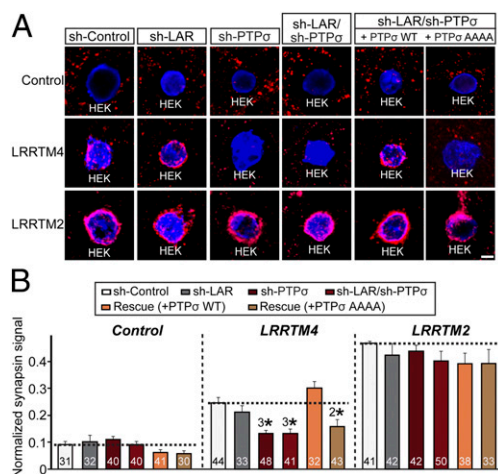 A
sh-Control sh-LAR sh-PTPσ sh-LAR/ sh-PTPσ sh-LAR/sh-PTPσ
+ PTPσ WT + PTPσ AAAA
Control HEK HEK HEK HEK HEK HEK
LRRTM4 HEK HEK HEK HEK HEK HEK
LRRTM2 HEK HEK HEK HEK HEK HEK
B
sh-Control sh-LAR sh-PTPσ sh-LAR/sh-PTPσ
Rescue (+PTPσ WT) Rescue (+PTPσ AAAA)
Control LRRTM4 LRRTM2
Normalized synapsin signal
0.4
0.3
0.2
0.1
0
3* 3* 2*
31 32 40 40 41 30 44 33 48 41 32 43 41 42 42 50 38 33